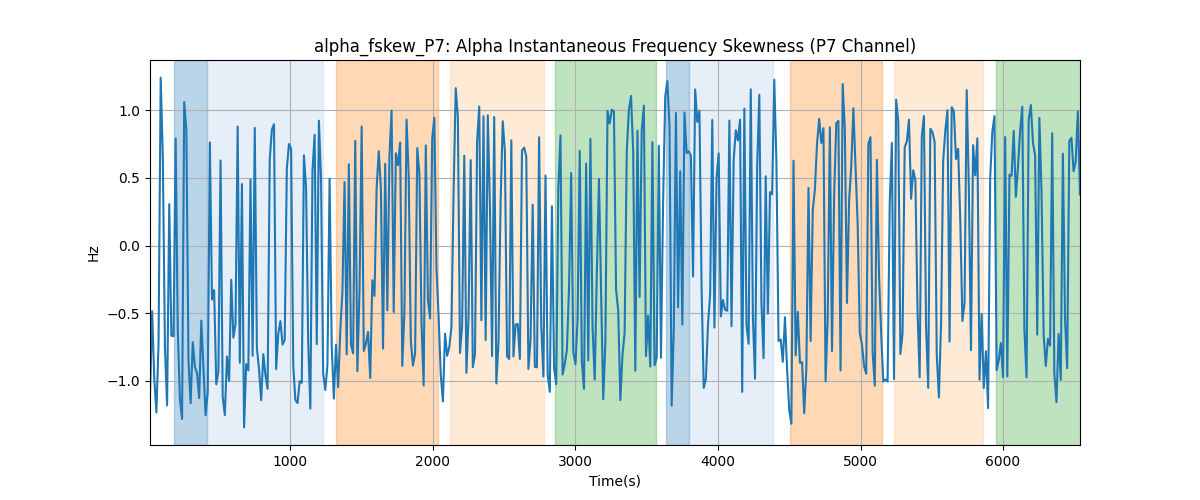 alpha_fskew_P7: Alpha Instantaneous Frequency Skewness (P7 Channel)
1.0
0.5
0.0
−0.5
−1.0
Hz
1000 2000 3000 4000 5000 6000
Time(s)